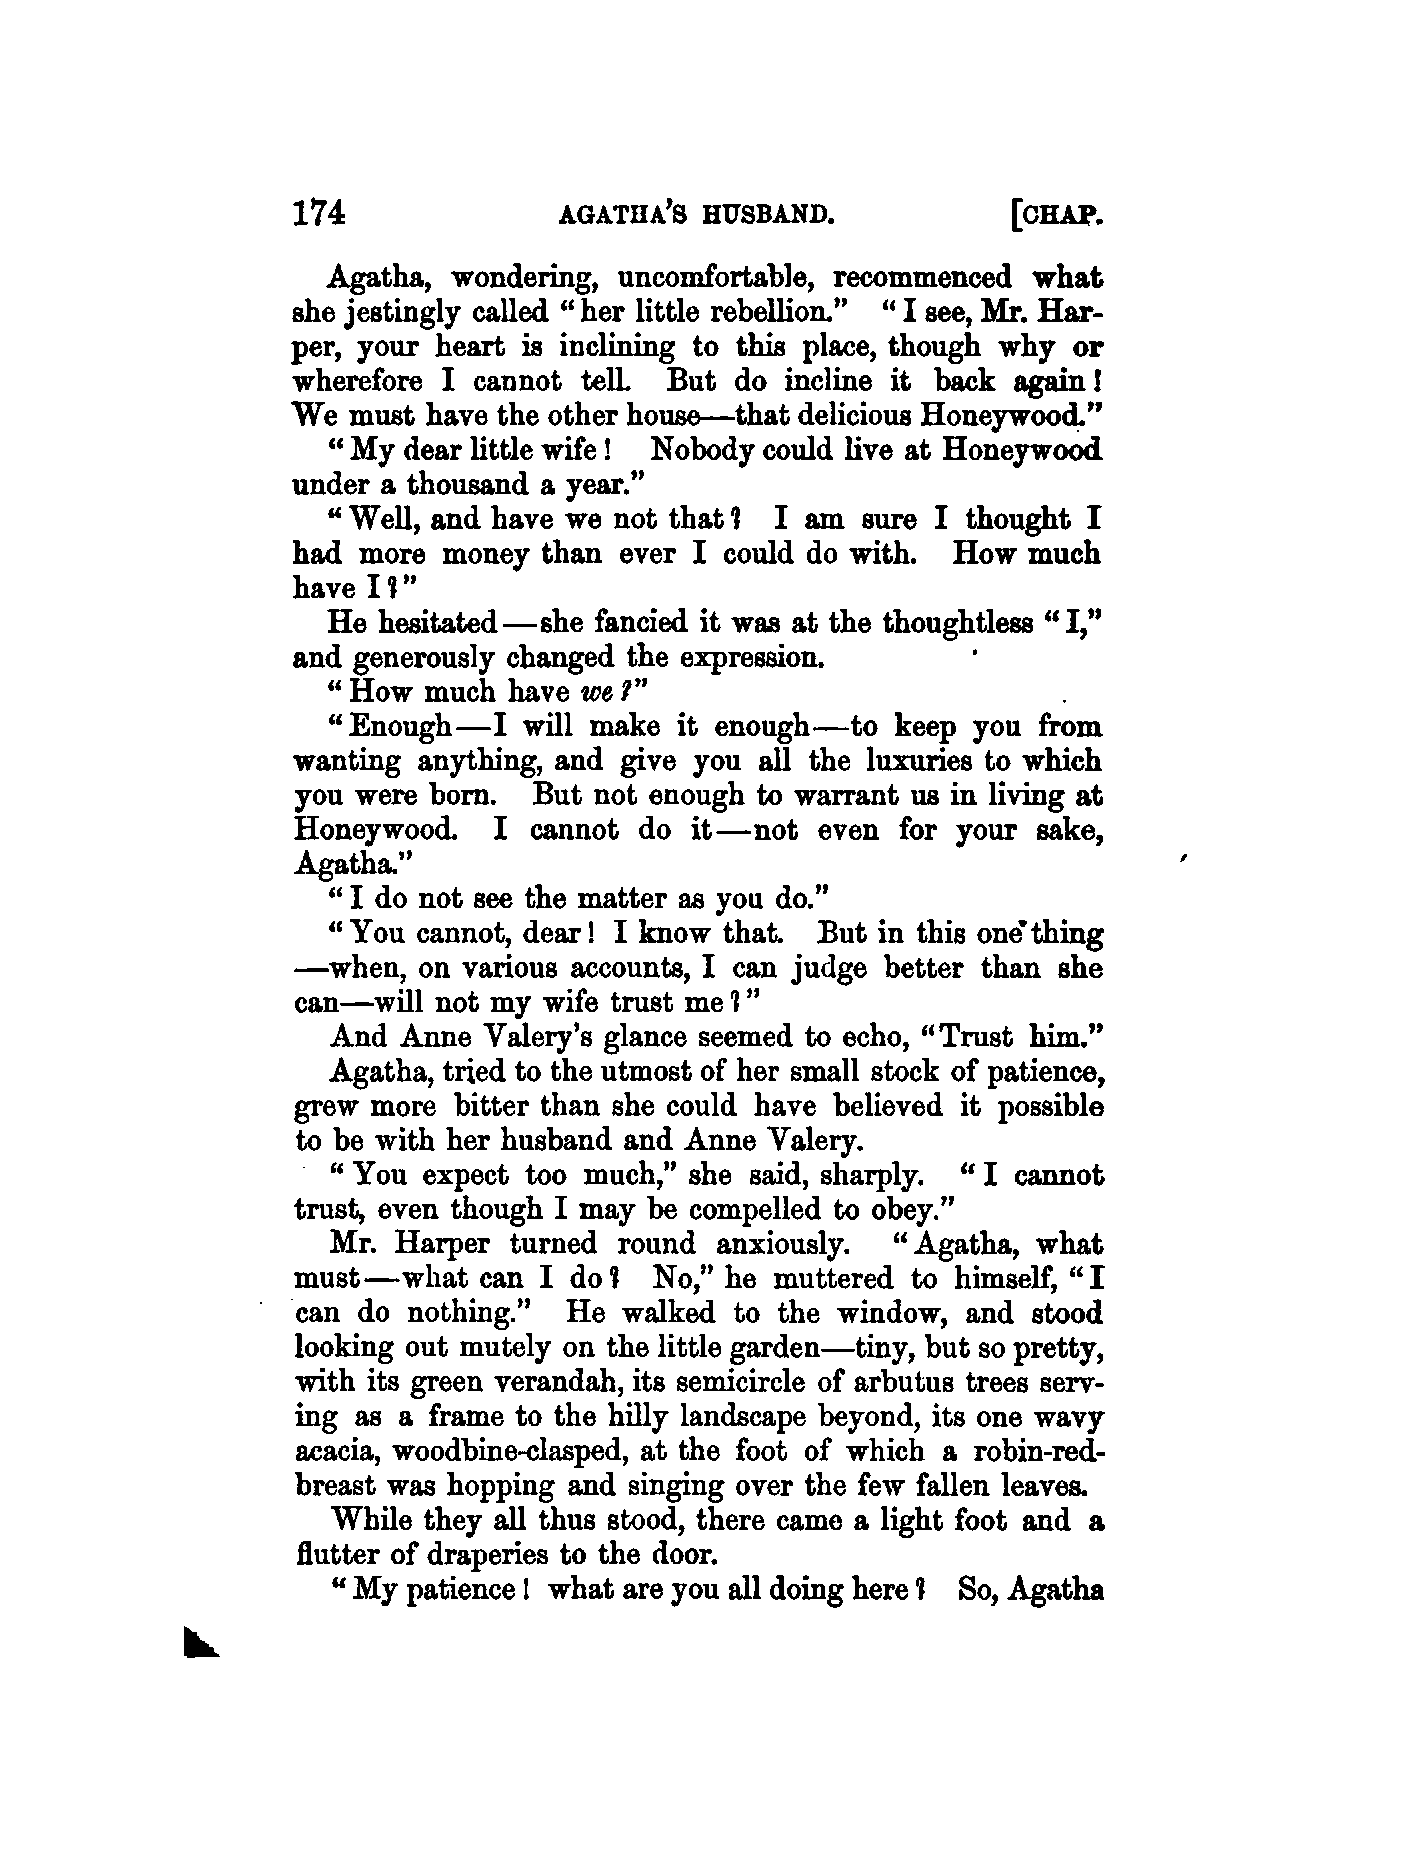 174 AGATHA'S HUSBAND. [CHAP.
Agatha, wondering, uncomfortable, recommenced what
she jestingly called “her little rebellion.” “I see, Mr. Har-
per, your heart is inclining to this place, though why or
wherefore I cannot tell. But do incline it back again!
We must have the other house—that delicious Honeywood.”
“My dear little wife! Nobody could live at Honeywood
under a thousand a year.”
“Well, and have we not that? I am sure I thought I
had more money than ever I could do with. How much
have I?”
He hesitated—she fancied it was at the thoughtless “I,”
and generously changed the expression.
“How much have we?”
“Enough—I will make it enough—to keep you from
wanting anything, and give you all the luxuries to which
you were born. But not enough to warrant us in living at
Honeywood. I cannot do it—not even for your sake,
Agatha.”
“I do not see the matter as you do.”
“You cannot, dear! I know that. But in this one thing
—when, on various accounts, I can judge better than she
can—will not my wife trust me?”
And Anne Valery's glance seemed to echo, “Trust him.”
Agatha, tried to the utmost of her small stock of patience,
grew more bitter than she could have believed it possible
to be with her husband and Anne Valery.
“You expect too much,” she said, sharply. “I cannot
trust, even though I may be compelled to obey.”
Mr. Harper turned round anxiously. “Agatha, what
must—what can I do? No,” he muttered to himself, “I
can do nothing.” He walked to the window, and stood
looking out mutely on the little garden—tiny, but so pretty,
with its green verandah, its semicircle of arbutus trees serv-
ing as a frame to the hilly landscape beyond, its one wavy
acacia, woodbine-clasped, at the foot of which a robin-red-
breast was hopping and singing over the few fallen leaves.
While they all thus stood, there came a light foot and a
flutter of draperies to the door.
“My patience! what are you all doing here? So, Agatha